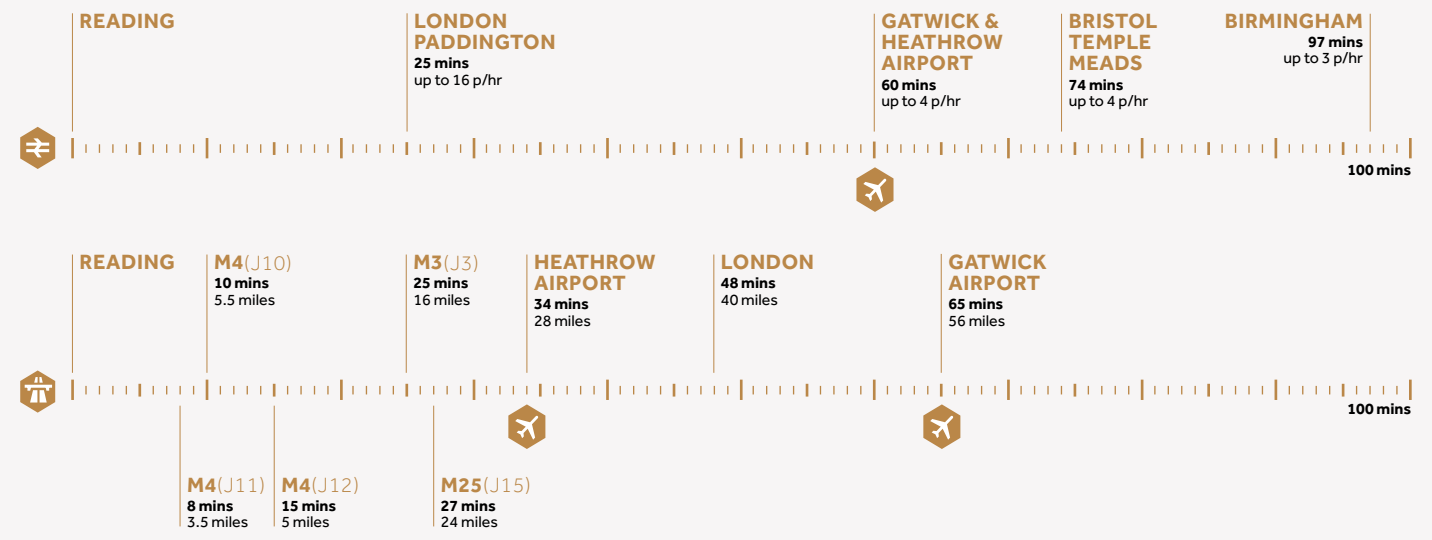 READING
LONDON
PADDINGTON
25 mins
up to 16 p/hr
GATWICK &
HEATHROW
AIRPORT
60 mins
up to 4 p/hr
BRISTOL
TEMPLE
MEADS
74 mins
up to 4 p/hr
BIRMINGHAM
97 mins
up to 3 p/hr
100 mins
READING
M4(J10)
10 mins
5.5 miles
M3(J3)
25 mins
16 miles
HEATHROW
AIRPORT
34 mins
28 miles
LONDON
48 mins
40 miles
GATWICK
AIRPORT
65 mins
56 miles
100 mins
M4(J11)
8 mins
3.5 miles
M4(J12)
15 mins
5 miles
M25(J15)
27 mins
24 miles